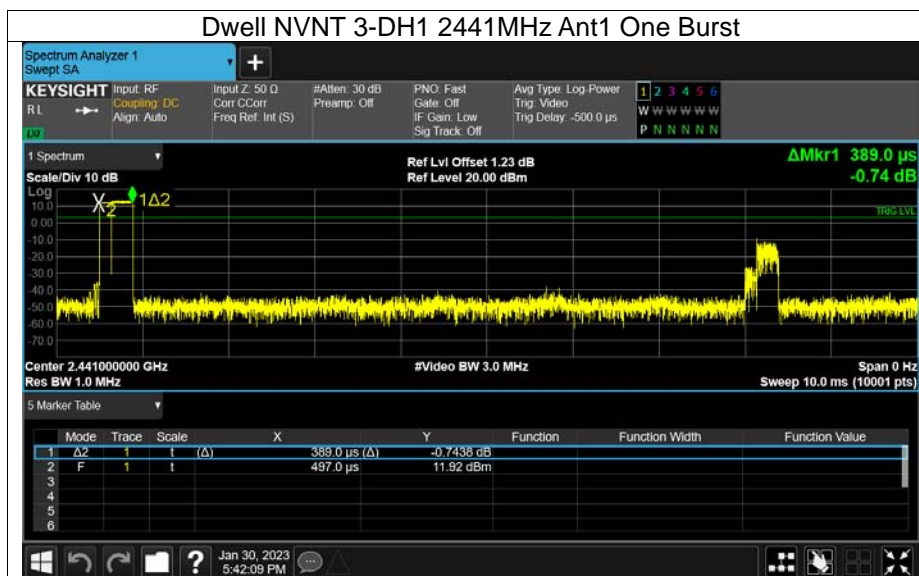 Dwell NVNT 3-DH1 2441MHz Ant1 One Burst
Spectrum Analyzer 1
Swept SA
+
KEYSIGHT Input: RF Input Z: 50 Ω #Atten: 30 dB PNO: Fast Avg Type: Log-Power 1 2 3 4 5 6
RL Coupling: DC Corr CCorr Preamp: Off Gate: Off Trig: Video W W W W W W
Align: Auto Freq Ref: Int (S) IF Gain: Low Trig Delay: -500.0 µs
Sig Track: Off P N N N N N
LXI
1 Spectrum Ref Lvl Offset 1.23 dB ΔMkr1 389.0 µs
Scale/Div 10 dB Ref Level 20.00 dBm -0.74 dB
Log
10.0 X2 1Δ2
TRIG LVL
0.00
-10.0
-20.0
-30.0
-40.0
-50.0
-60.0
-70.0
Center 2.441000000 GHz #Video BW 3.0 MHz Span 0 Hz
Res BW 1.0 MHz Sweep 10.0 ms (10001 pts)
5 Marker Table
Mode Trace Scale X Y Function Function Width Function Value
1 Δ2 1 t (Δ) 389.0 µs (Δ) -0.7438 dB
2 F 1 t 497.0 µs 11.92 dBm
3
4
5
6
? Jan 30, 2023
5:42:09 PM